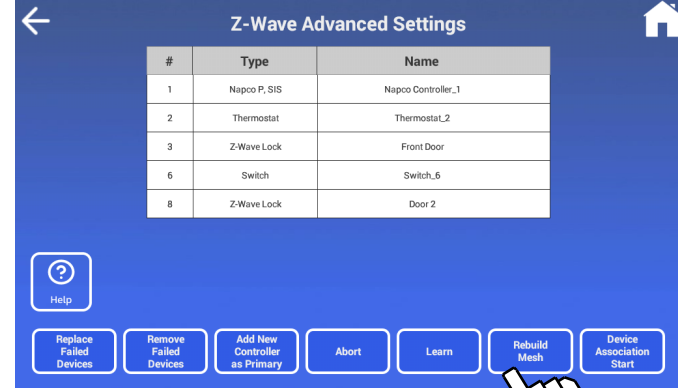 Z-Wave Advanced Settings
# Type Name
1 Napco P, SIS Napco Controller_1
2 Thermostat Thermostat_2
3 Z-Wave Lock Front Door
6 Switch Switch_6
8 Z-Wave Lock Door 2
?
Help
Replace
Failed
Devices
Remove
Failed
Devices
Add New
Controller
as Primary
Abort
Learn
Rebuild
Mesh
Device
Association
Start